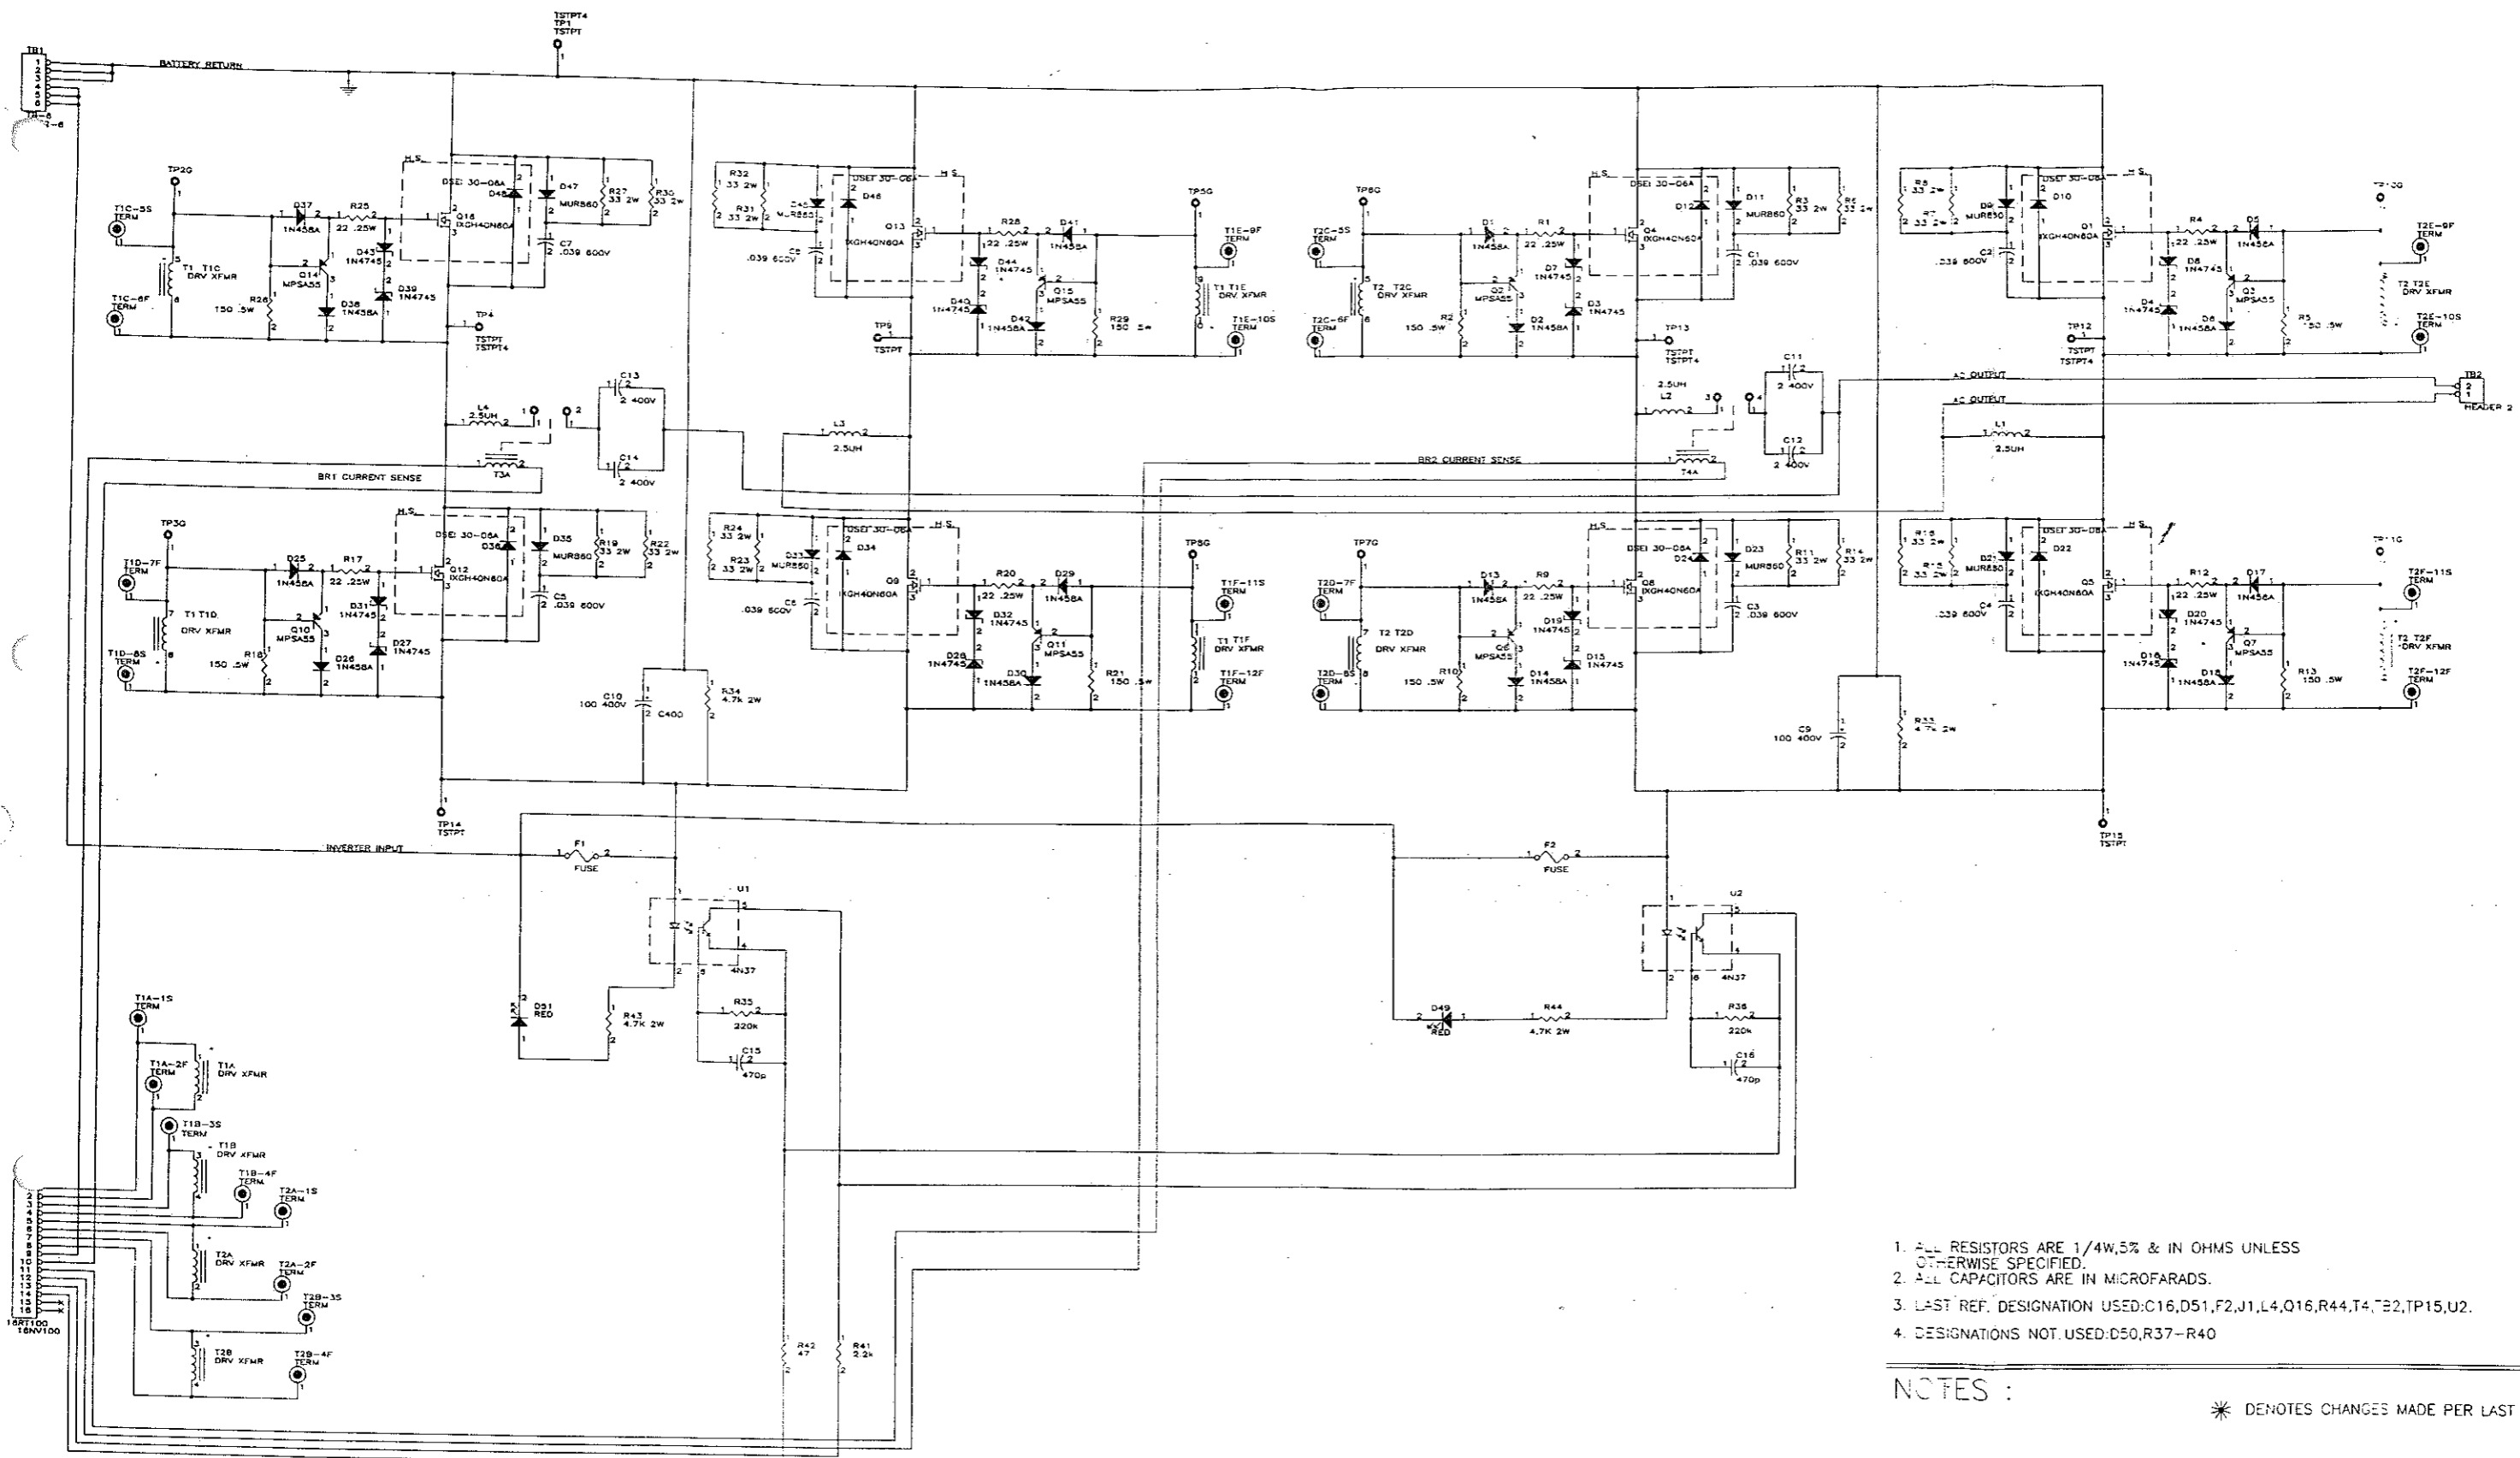 TSTPT4
TP1
TSTPT
TB1
BATTERY RETURN
TP2G
T1C-5S
TERM
T1 T1C
DRV XFMR
T1C-6F
TERM
D37
1N458A
R25
22 .25W
R26
150 .5W
Q14
MPSA55
D38
1N458A
D43
1N4745
D39
1N4745
H.S.
DSEI 30-06A
D48
Q16
IXGH40N60A
D47
MUR860
R27
33 2W
R30
33 2W
C7
.039 600V
TP4
TSTPT
TSTPT4
R32
33 2W
R31
33 2W
D45
MUR860
D46
.039 600V
H.S.
Q13
IXGH40N60A
R28
22 .25W
D41
1N458A
D44
1N4745
D40
1N4745
Q15
MPSA55
D42
1N458A
R29
150 .5W
TP9
TSTPT
TP5G
T1E-9F
TERM
T1 T1E
DRV XFMR
T1E-10S
TERM
TP6G
T2C-5S
TERM
T2 T2C
DRV XFMR
T2C-6F
TERM
D1
1N458A
R1
22 .25W
R2
150 .5W
Q2
MPSA55
D2
1N458A
D7
1N4745
D3
1N4745
H.S.
DSEI 30-06A
D12
Q4
IXGH40N60A
D11
MUR860
R3
33 2W
R6
33 2W
C1
.039 600V
TP13
TSTPT
TSTPT4
R8
33 2W
R7
33 2W
D9
MUR860
D10
C2
.039 600V
H.S.
Q1
IXGH40N60A
R4
22 .25W
D5
1N458A
D8
1N4745
D4
1N4745
Q3
MPSA55
D6
1N458A
R5
150 .5W
TP12
TSTPT
TSTPT4
T2E-9F
TERM
T2 T2E
DRV XFMR
T2E-10S
TERM
L4
2.5UH
C13
2 400V
C14
2 400V
T3A
BR1 CURRENT SENSE
L3
2.5UH
2.5UH
L2
C11
2 400V
C12
2 400V
T4A
BR2 CURRENT SENSE
AC OUTPUT
AC OUTPUT
TB2
HEADER 2
L1
2.5UH
TP3G
T1D-7F
TERM
T1 T1D
DRV XFMR
T1D-8S
TERM
D25
1N458A
R17
22 .25W
R18
150 .5W
Q10
MPSA55
D26
1N458A
D31
1N4745
D27
1N4745
H.S.
DSEI 30-06A
D36
Q12
IXGH40N60A
D35
MUR860
R19
33 2W
R22
33 2W
C5
.039 600V
R24
33 2W
R23
33 2W
D33
MUR860
D34
.039 600V
H.S.
Q9
IXGH40N60A
R20
22 .25W
D29
1N458A
D32
1N4745
D28
1N4745
Q11
MPSA55
D30
1N458A
R21
150 .5W
TP8G
T1F-11S
TERM
T1 T1F
DRV XFMR
T1F-12F
TERM
TP7G
T2D-7F
TERM
T2 T2D
DRV XFMR
T2D-8S
TERM
D13
1N458A
R9
22 .25W
R10
150 .5W
Q6
MPSA55
D14
1N458A
D19
1N4745
D15
1N4745
H.S.
DSEI 30-06A
D24
Q8
IXGH40N60A
D23
MUR860
R11
33 2W
R14
33 2W
C3
.039 600V
R16
33 2W
R15
33 2W
D21
MUR860
D22
C4
.039 600V
H.S.
Q5
IXGH40N60A
R12
22 .25W
D17
1N458A
D20
1N4745
D16
1N4745
Q7
MPSA55
D18
1N458A
R13
150 .5W
T2F-11S
TERM
T2 T2F
DRV XFMR
T2F-12F
TERM
C10
100 400V
C400
R34
4.7k 2W
C9
100 400V
R33
4.7k 2W
TP14
TSTPT
TP15
TSTPT
INVERTER INPUT
F1
FUSE
F2
FUSE
U1
4N37
U2
4N37
D51
RED
R43
4.7K 2W
R35
220k
C15
470p
D49
RED
R44
4.7K 2W
R36
220k
C16
470p
T1A-1S
TERM
T1A-2F
TERM
T1A
DRV XFMR
T1B-3S
TERM
T1B
DRV XFMR
T1B-4F
TERM
T2A-1S
TERM
T2A
DRV XFMR
T2A-2F
TERM
T2B-3S
TERM
T2B
DRV XFMR
T2B-4F
TERM
16RT100
16NV100
R42
47
R41
2.2k
1. ALL RESISTORS ARE 1/4W,5% & IN OHMS UNLESS
OTHERWISE SPECIFIED.
2. ALL CAPACITORS ARE IN MICROFARADS.
3. LAST REF. DESIGNATION USED:C16,D51,F2,J1,L4,Q16,R44,T4,TB2,TP15,U2.
4. DESIGNATIONS NOT USED:D50,R37-R40
NOTES :
✳ DENOTES CHANGES MADE PER LAST